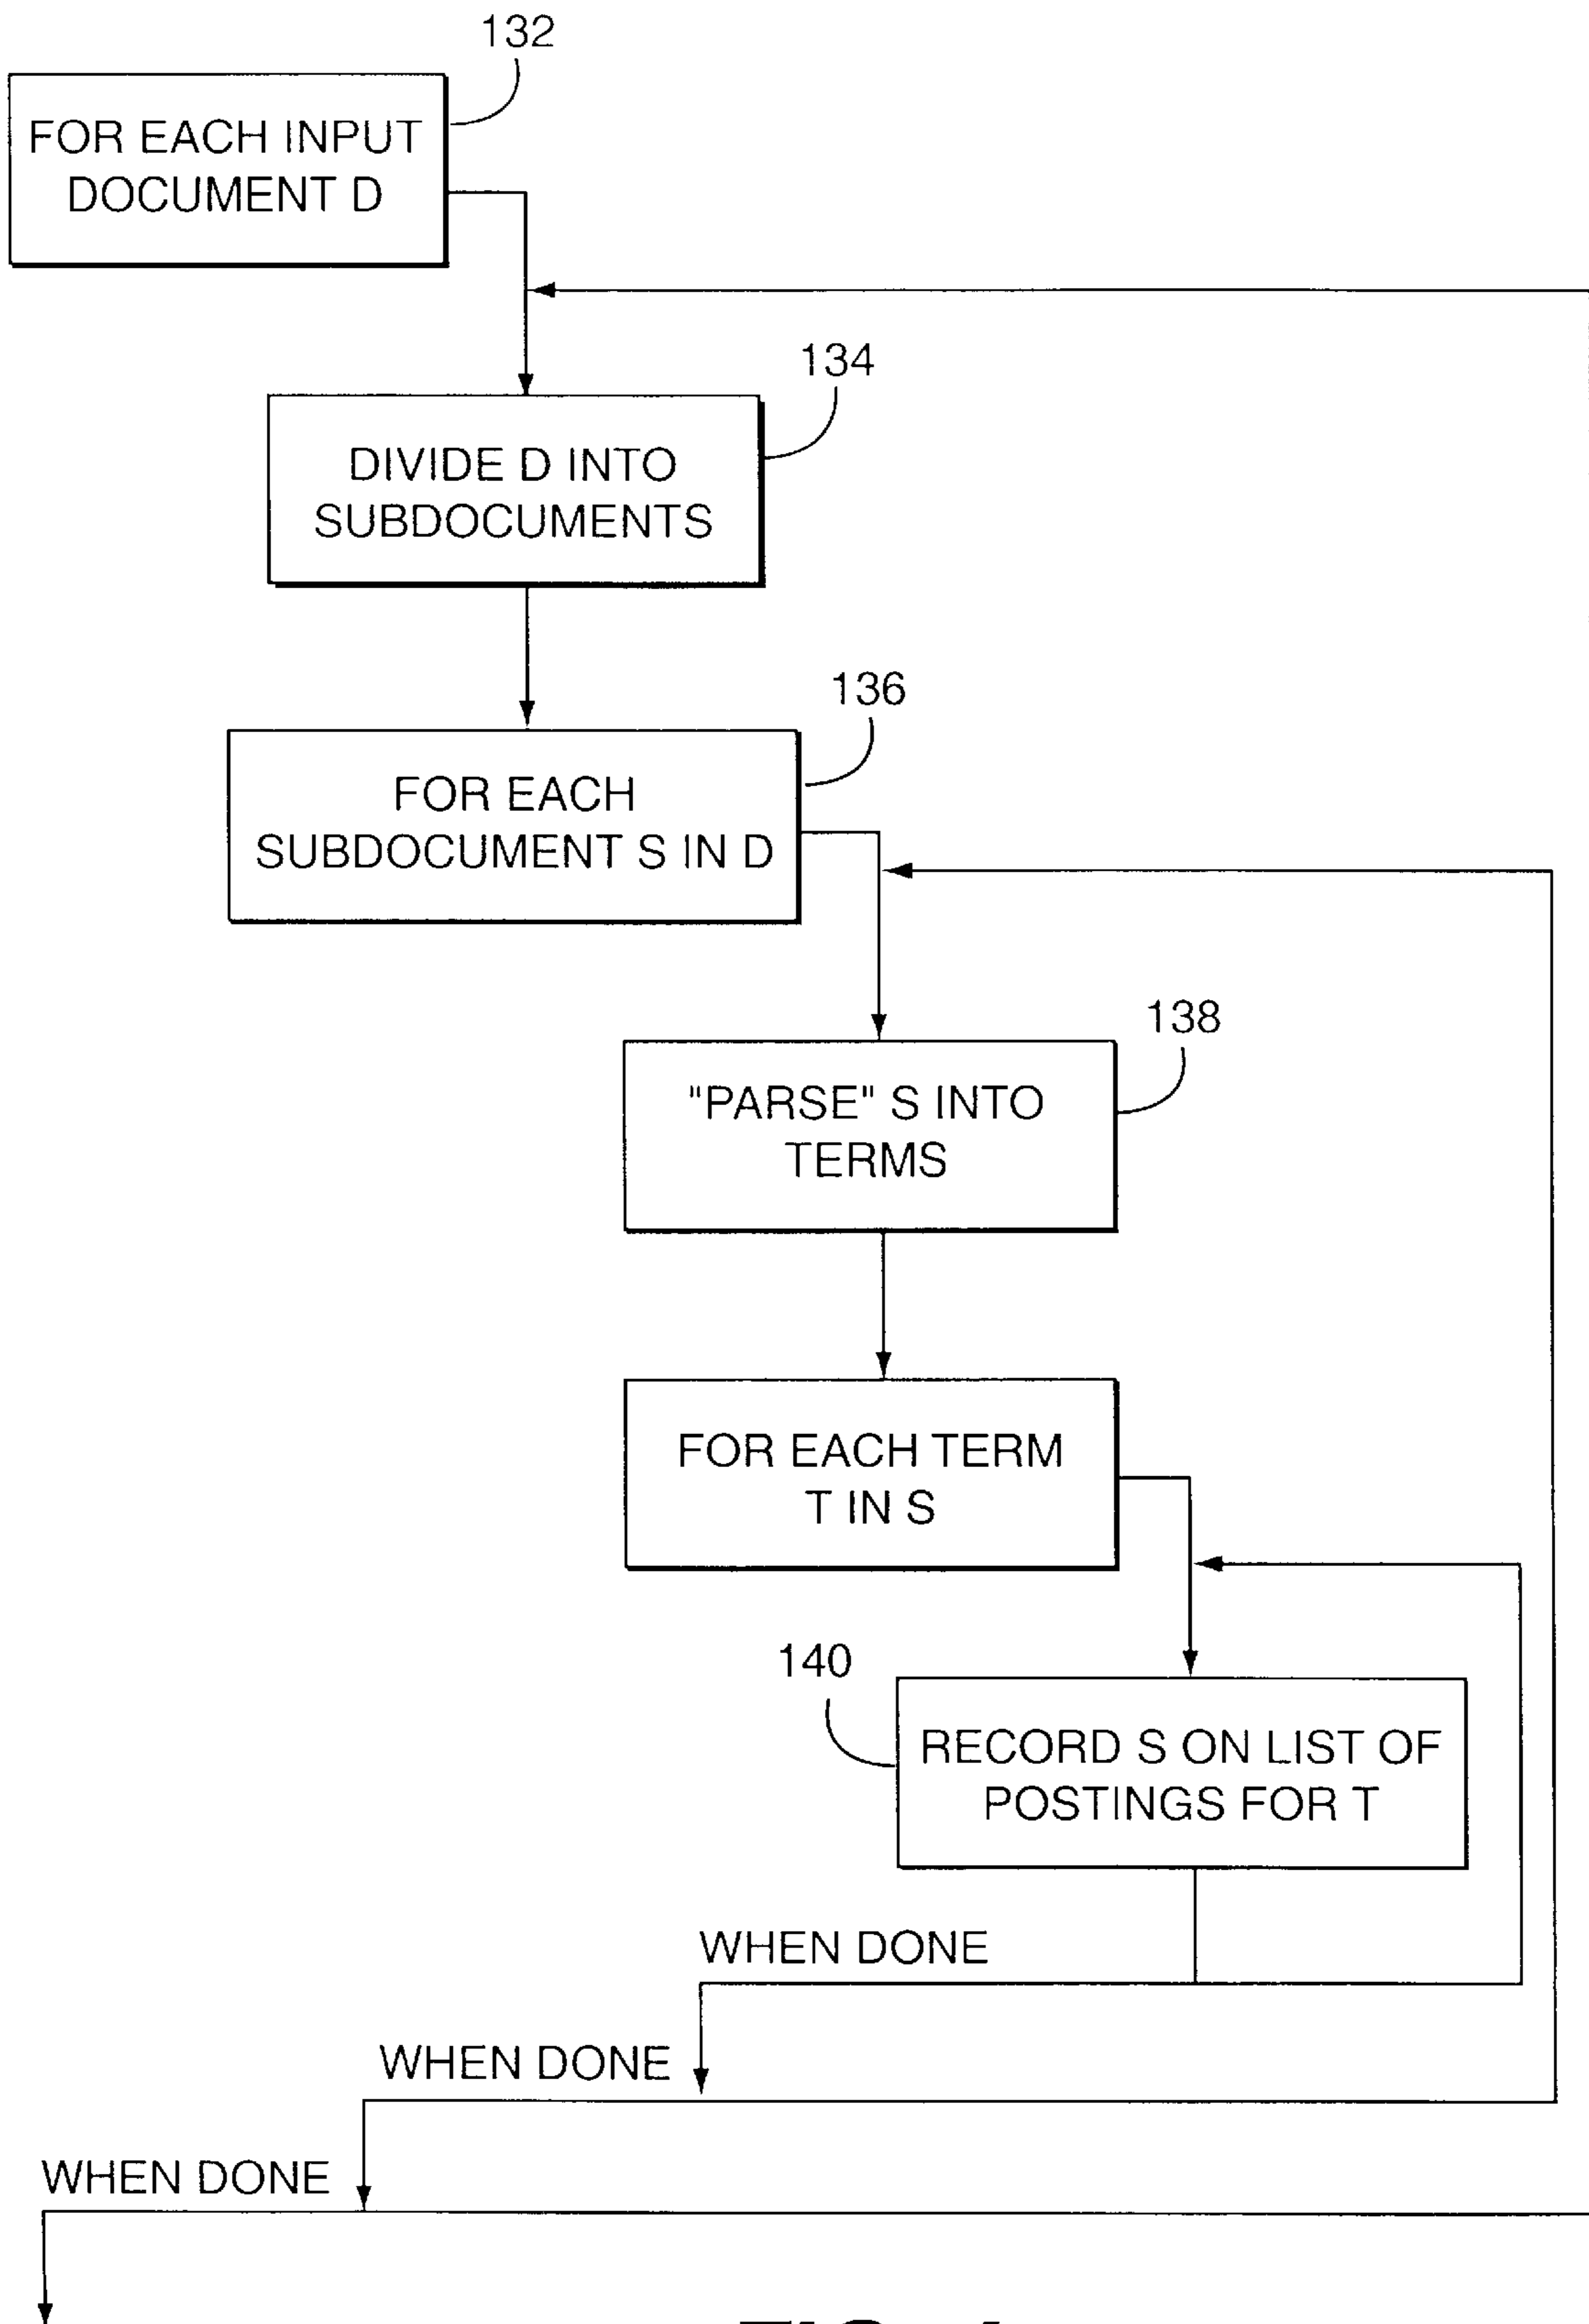 132
FOR EACH INPUT
DOCUMENT D
134
DIVIDE D INTO
SUBDOCUMENTS
136
FOR EACH
SUBDOCUMENT S IN D
138
"PARSE" S INTO
TERMS
FOR EACH TERM
T IN S
140
RECORD S ON LIST OF
POSTINGS FOR T
WHEN DONE
WHEN DONE
WHEN DONE